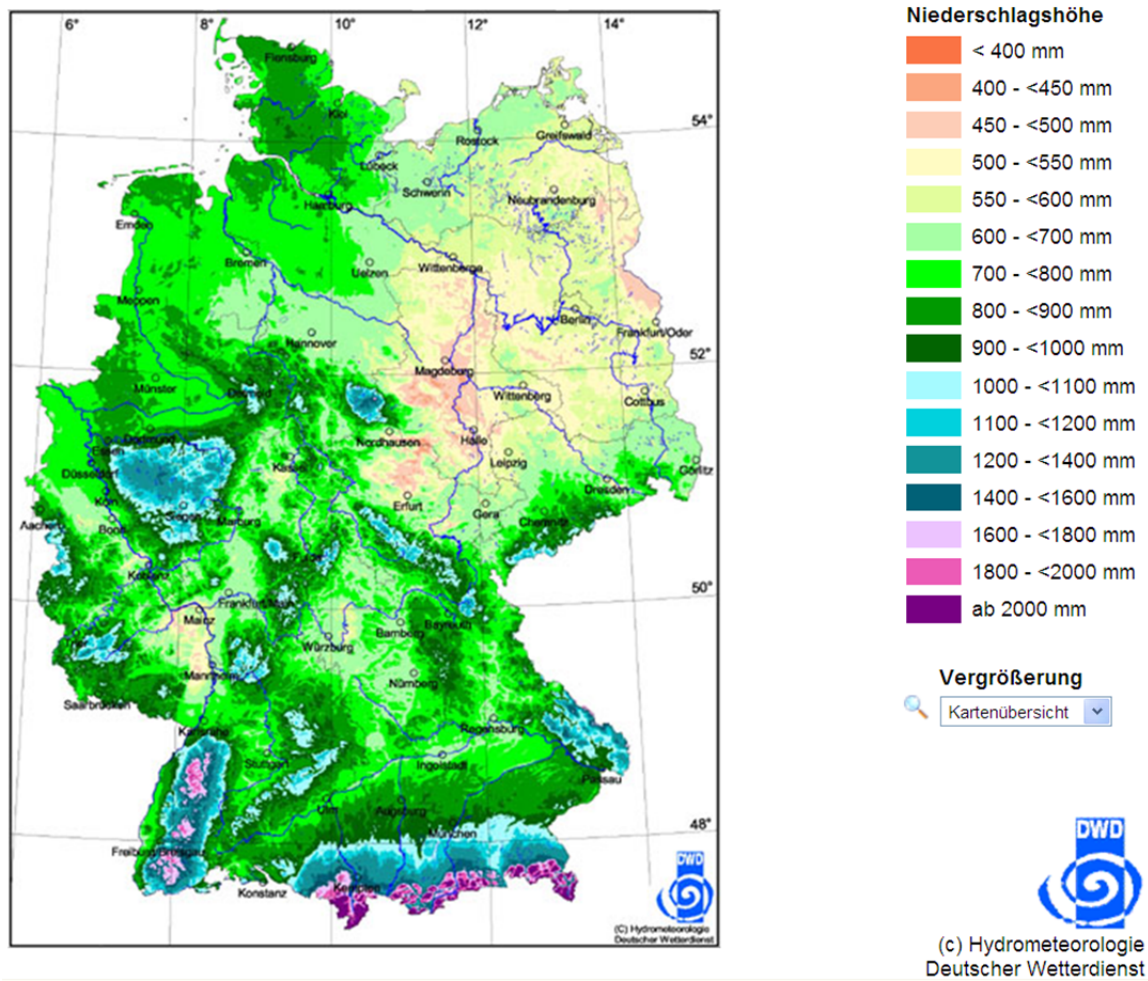 6°
8°
10°
12°
14°
Flensburg
Kiel
54°
Rostock
Greifswald
Lübeck
Schwerin
Hamburg
Neubrandenburg
Emden
Bremen
Uelzen
Wittenberge
Meppen
Berlin
Frankfurt/Oder
Hannover
52°
Magdeburg
Münster
Wittenberg
Cottbus
Dortmund
Nordhausen
Halle
Essen
Kassel
Leipzig
Düsseldorf
Görlitz
Dresden
Köln
Erfurt
Siegen
Marburg
Gera
Chemnitz
Aachen
Bonn
Fulda
Koblenz
50°
Frankfurt/Main
Mainz
Bamberg
Bayreuth
Trier
Würzburg
Mannheim
Nürnberg
Saarbrücken
Karlsruhe
Regensburg
Stuttgart
Ingolstadt
Passau
Ulm
Augsburg
48°
München
Freiburg Breisgau
Kempten
Konstanz
DWD
(C) Hydrometeorologie
Deutscher Wetterdienst
Niederschlagshöhe
< 400 mm
400 - <450 mm
450 - <500 mm
500 - <550 mm
550 - <600 mm
600 - <700 mm
700 - <800 mm
800 - <900 mm
900 - <1000 mm
1000 - <1100 mm
1100 - <1200 mm
1200 - <1400 mm
1400 - <1600 mm
1600 - <1800 mm
1800 - <2000 mm
ab 2000 mm
Vergrößerung
Kartenübersicht
DWD
(c) Hydrometeorologie
Deutscher Wetterdienst